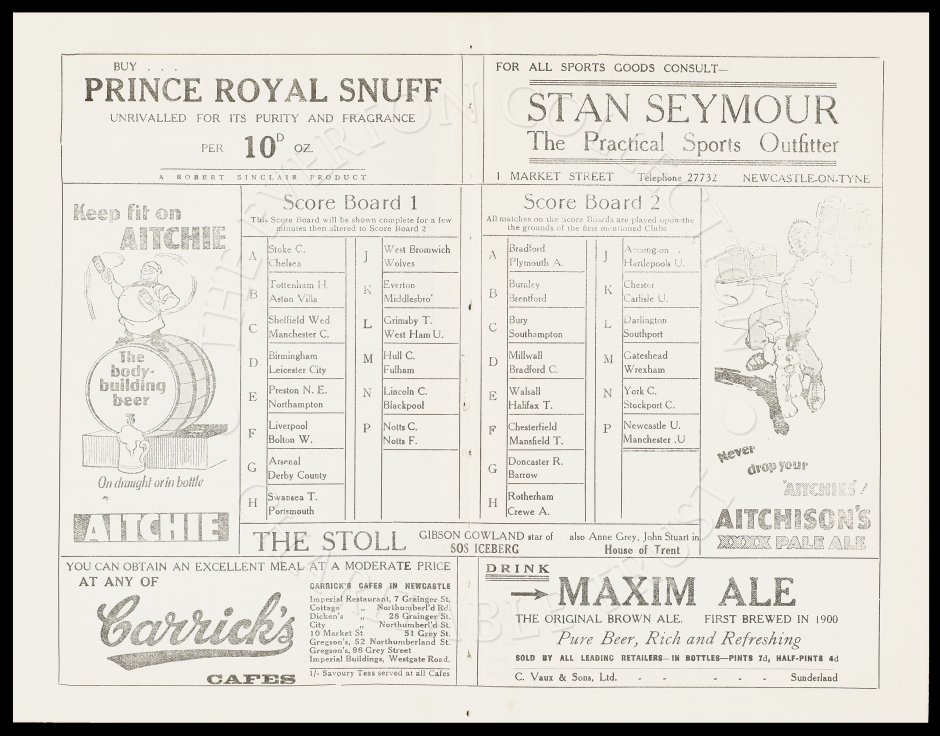 BUY . . .
PRINCE ROYAL SNUFF
UNRIVALLED FOR ITS PURITY AND FRAGRANCE
PER 10D OZ.
A ROBERT SINCLAIR PRODUCT
FOR ALL SPORTS GOODS CONSULT—
STAN SEYMOUR
The Practical Sports Outfitter
1 MARKET STREET Telephone 27732 NEWCASTLE-ON-TYNE
Keep fit on
AITCHIE
The
body-
building
beer
On draught or in bottle
AITCHIE
Score Board 1
This Score Board will be shown complete for a few
minutes then altered to Score Board 2
A Stoke C.
Chelsea
B Tottenham H.
Aston Villa
C Sheffield Wed.
Manchester C.
D Birmingham
Leicester City
E Preston N. E.
Northampton
F Liverpool
Bolton W.
G Arsenal
Derby County
H Swansea T.
Portsmouth
J West Bromwich
Wolves
K Everton
Middlesbro'
L Grimsby T.
West Ham U.
M Hull C.
Fulham
N Lincoln C.
Blackpool
P Notts C.
Notts F.
Score Board 2
All matches on the Score Boards are played upon the
the grounds of the first mentioned Clubs
A Bradford
Plymouth A.
B Burnley
Brentford
C Bury
Southampton
D Millwall
Bradford C.
E Walsall
Halifax T.
F Chesterfield
Mansfield T.
G Doncaster R.
Barrow
H Rotherham
Crewe A.
J Accrington
Hartlepools U.
K Chester
Carlisle U.
L Darlington
Southport
M Gateshead
Wrexham
N York C.
Stockport C.
P Newcastle U.
Manchester .U
Never
drop your
'AITCHIES'!
AITCHISON'S
XXXX PALE ALE
THE STOLL GIBSON GOWLAND star of also Anne Grey, John Stuart in
SOS ICEBERG House of Trent
YOU CAN OBTAIN AN EXCELLENT MEAL AT A MODERATE PRICE
AT ANY OF
Carrick's
CAFES
CARRICK'S CAFES IN NEWCASTLE
Imperial Restaurant, 7 Grainger St.
Cottage " Northumberl'd Rd.
Dicken's " 28 Grainger St.
City " Northumberl'd St.
10 Market St 51 Grey St.
Gregson's, 52 Northumberland St.
Gregson's, 96 Grey Street
Imperial Buildings, Westgate Road.
1/- Savoury Teas served at all Cafes
DRINK
MAXIM ALE
THE ORIGINAL BROWN ALE. FIRST BREWED IN 1900
Pure Beer, Rich and Refreshing
SOLD BY ALL LEADING RETAILERS—IN BOTTLES—PINTS 7d, HALF-PINTS 4d
C. Vaux & Sons, Ltd. - - - - Sunderland